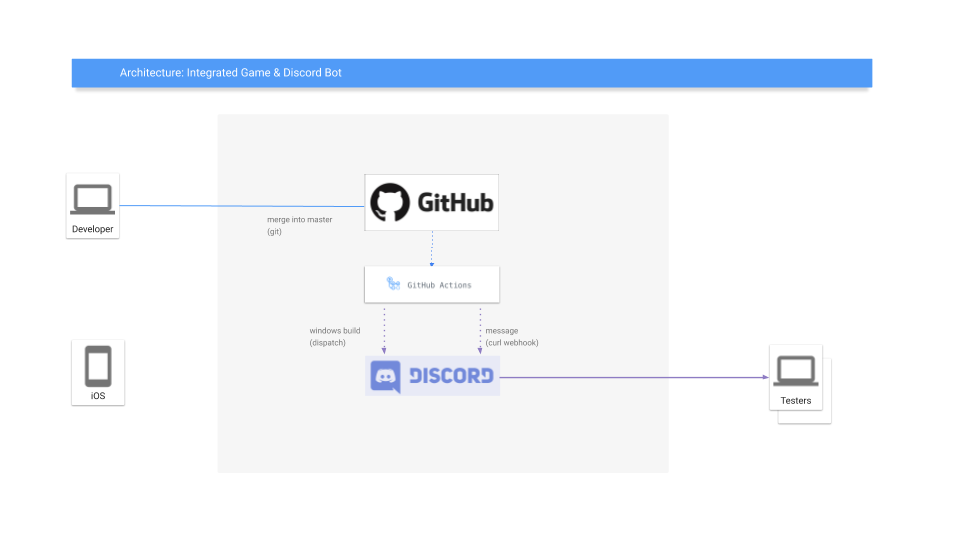 Architecture: Integrated Game & Discord Bot
GitHub
Developer
merge into master
(git)
GitHub Actions
windows build
(dispatch)
message
(curl webhook)
DISCORD
iOS
Testers